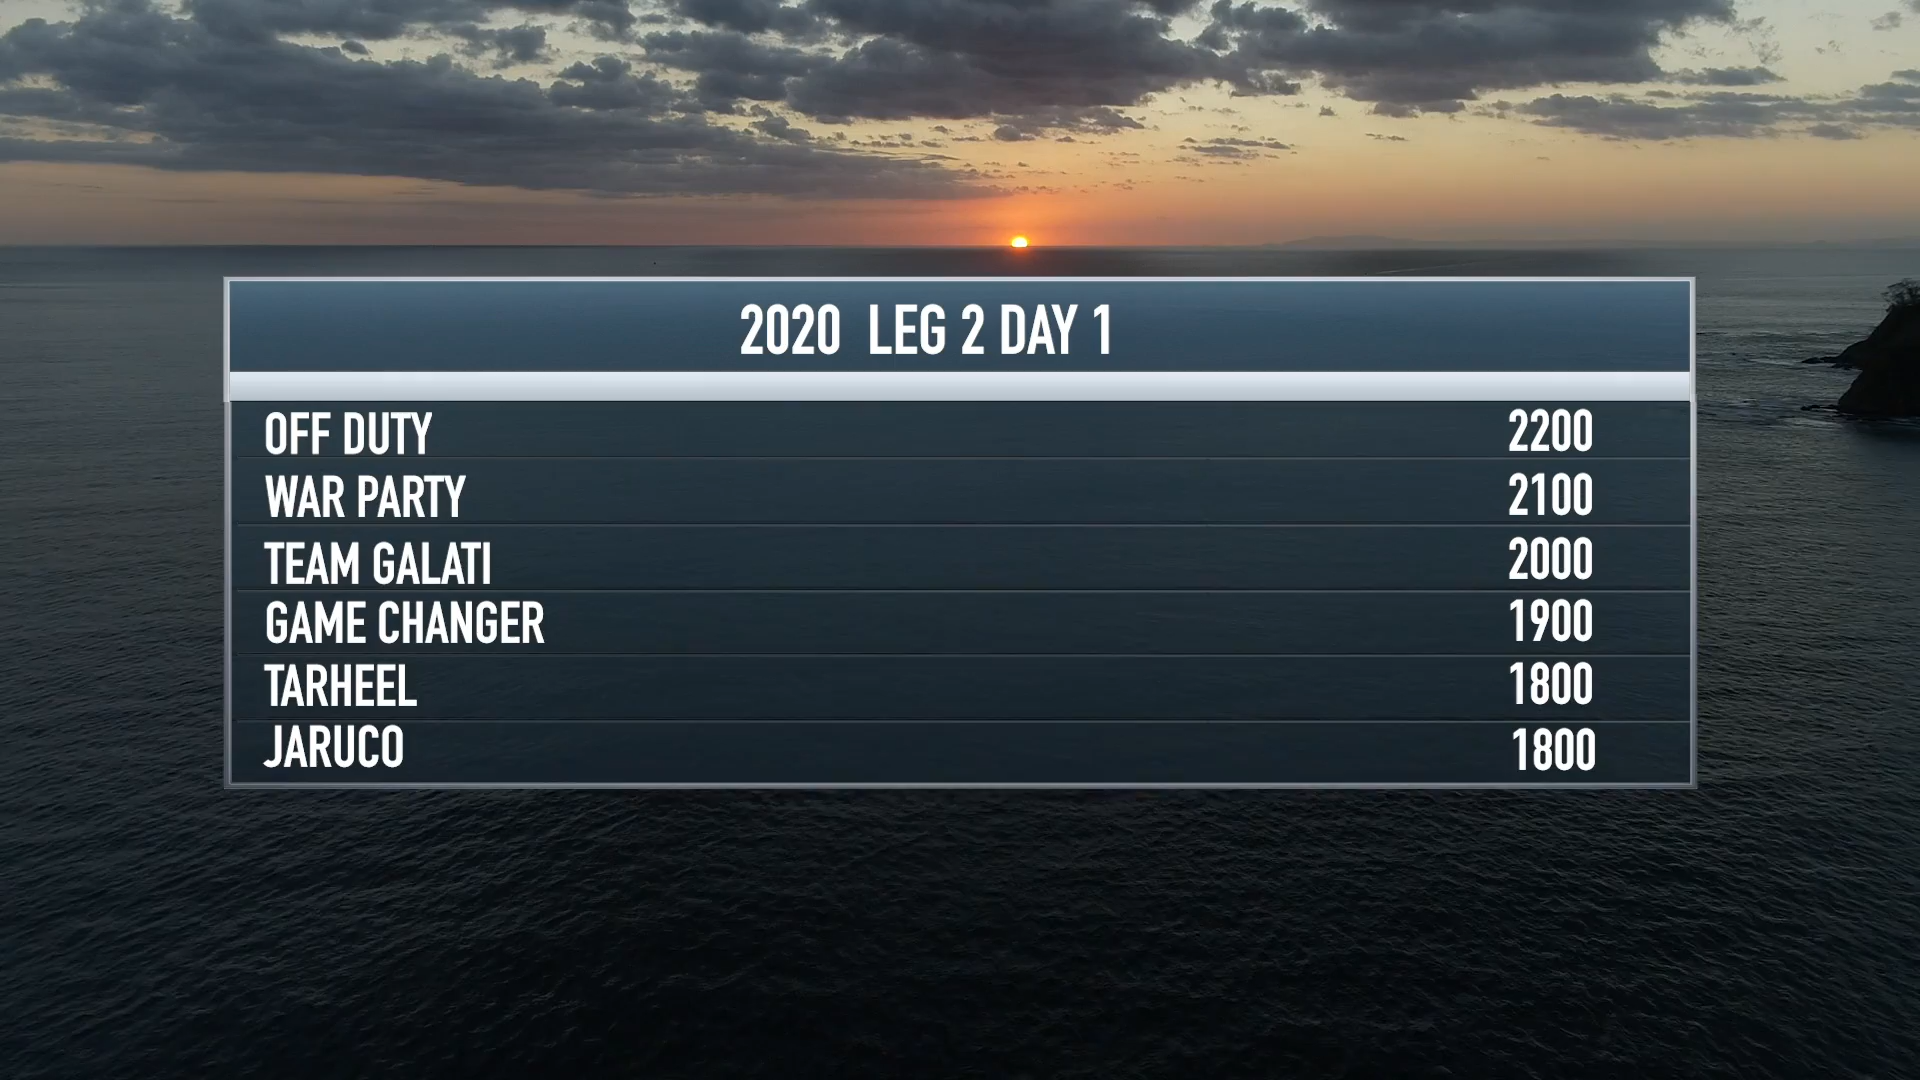 2020 LEG 2 DAY 1
OFF DUTY 2200
WAR PARTY 2100
TEAM GALATI 2000
GAME CHANGER 1900
TARHEEL 1800
JARUCO 1800